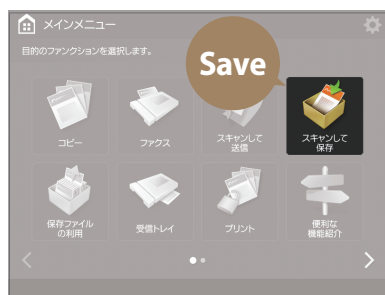 メインメニュー
目的のファンクションを選択します。
Save
コピー
ファクス
スキャンして
送信
スキャンして
保存
保存ファイル
の利用
受信トレイ
プリント
便利な
機能紹介